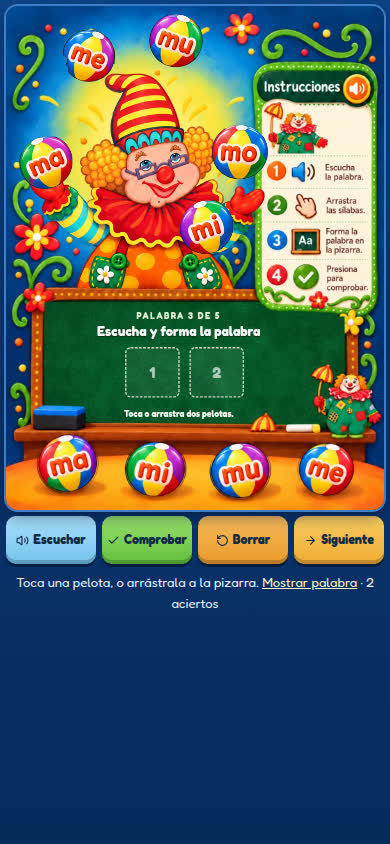 me
mu
ma
mo
mi
Instrucciones
1 Escucha
la palabra.
2 Arrastra
las sílabas.
3 Aa Forma la
palabra en
la pizarra.
4 Presiona
para
comprobar.
PALABRA 3 DE 5
Escucha y forma la palabra
1 2
Toca o arrastra dos pelotas.
ma mi mu me
Escuchar Comprobar Borrar Siguiente
Toca una pelota, o arrástrala a la pizarra. Mostrar palabra · 2
aciertos